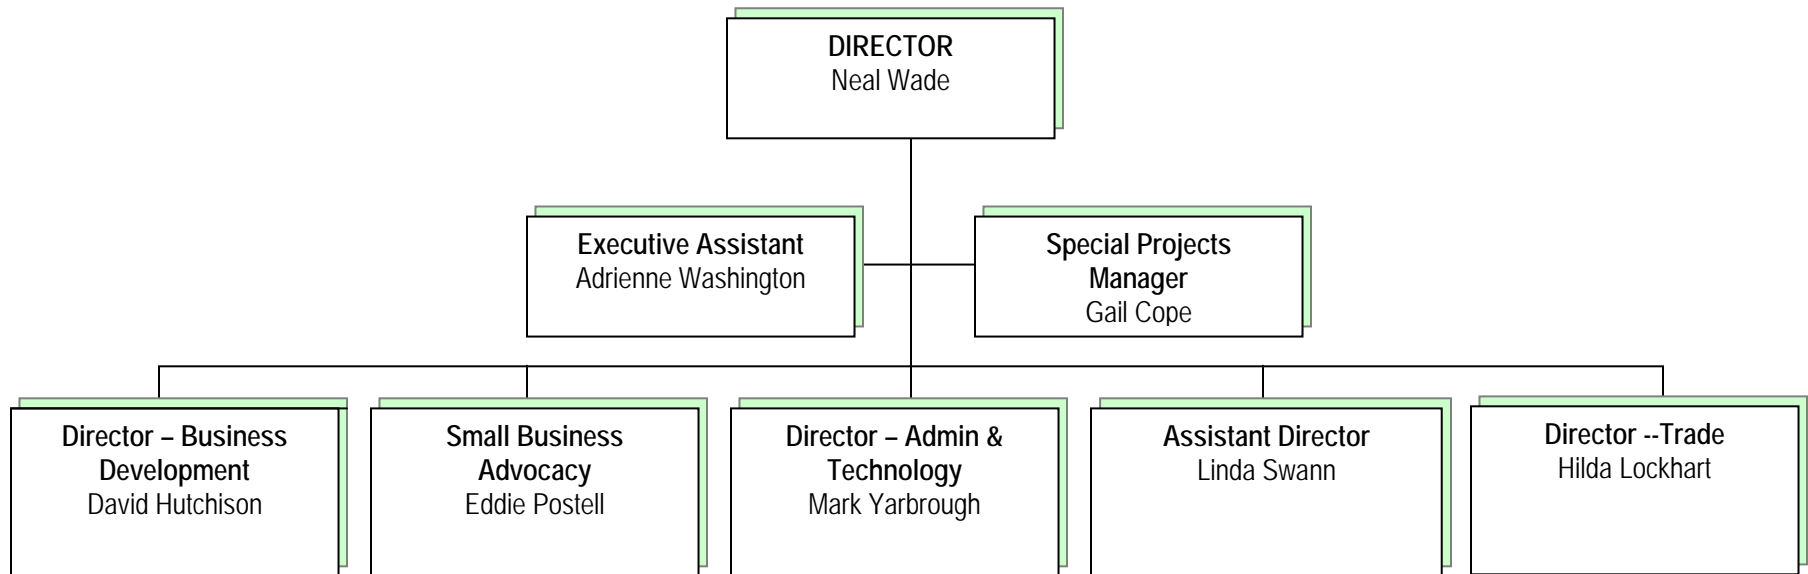 DIRECTOR
Neal Wade
Executive Assistant
Adrienne Washington
Special Projects
Manager
Gail Cope
Director – Business
Development
David Hutchison
Small Business
Advocacy
Eddie Postell
Director – Admin &
Technology
Mark Yarbrough
Assistant Director
Linda Swann
Director --Trade
Hilda Lockhart